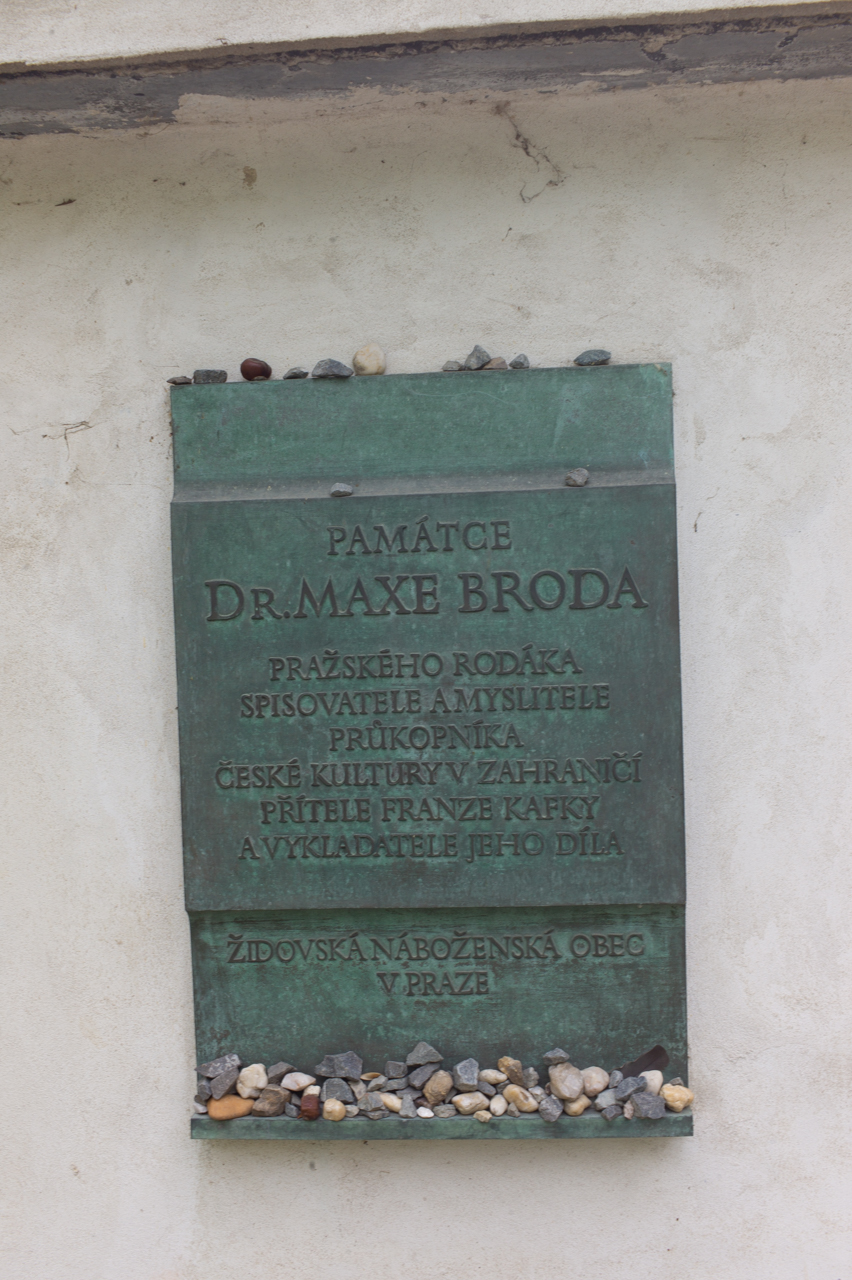 PAMÁTCE
DR. MAXE BRODA
PRAŽSKÉHO RODÁKA
SPISOVATELE A MYSLITELE
PRŮKOPNÍKA
ČESKÉ KULTURY V ZAHRANIČÍ
PŘÍTELE FRANZE KAFKY
A VYKLADATELE JEHO DÍLA
ŽIDOVSKÁ NÁBOŽENSKÁ OBEC
V PRAZE